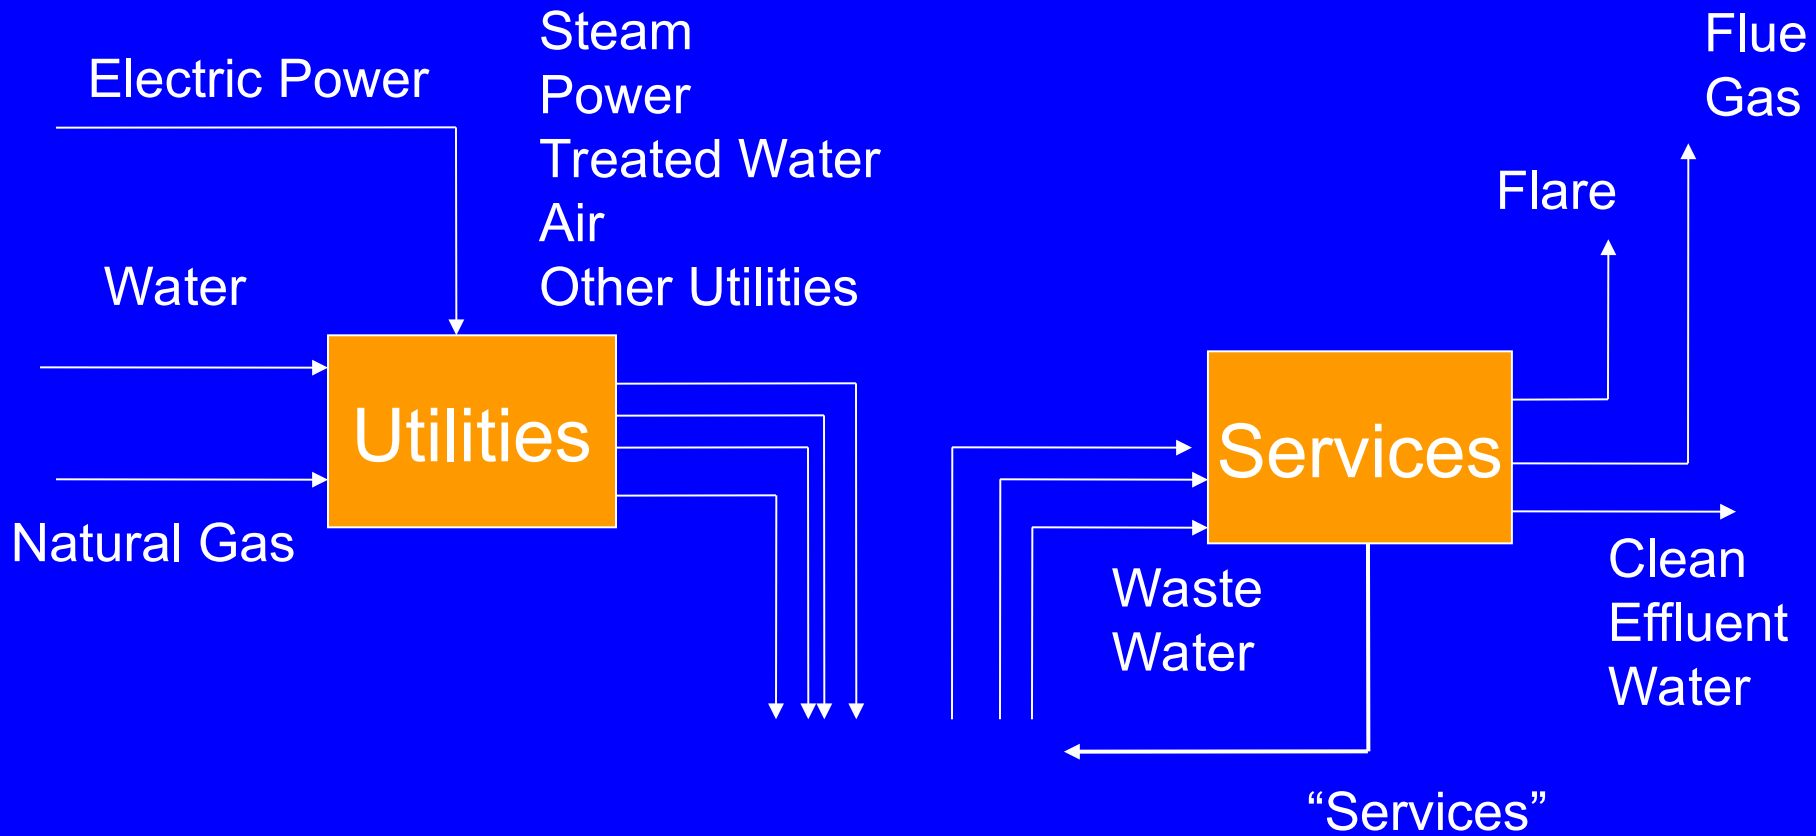 Electric Power
Steam
Power
Treated Water
Air
Other Utilities
Water
Natural Gas
Utilities
Services
Flare
Flue
Gas
Waste
Water
Clean
Effluent
Water
“Services”